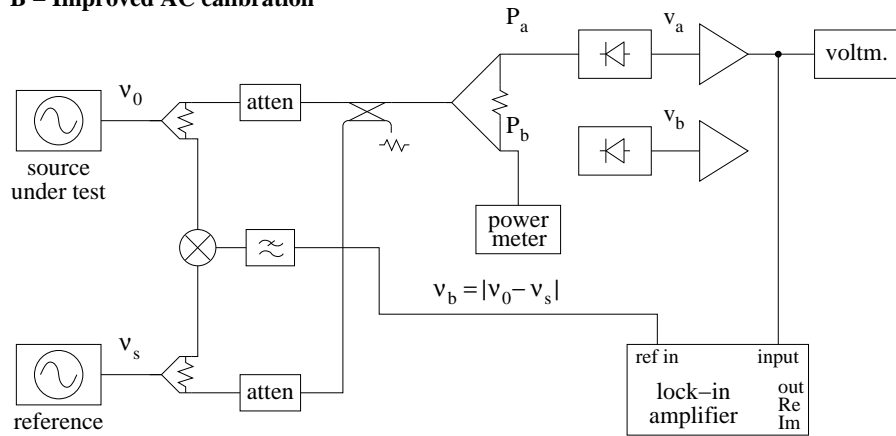 B − Improved AC calibration
P_a
v_a
voltm.
ν_0
atten
P_b
v_b
source
under test
power
meter
ν_b = |ν_0 − ν_s|
ν_s
ref in
input
atten
lock−in
amplifier
out
Re
Im
reference